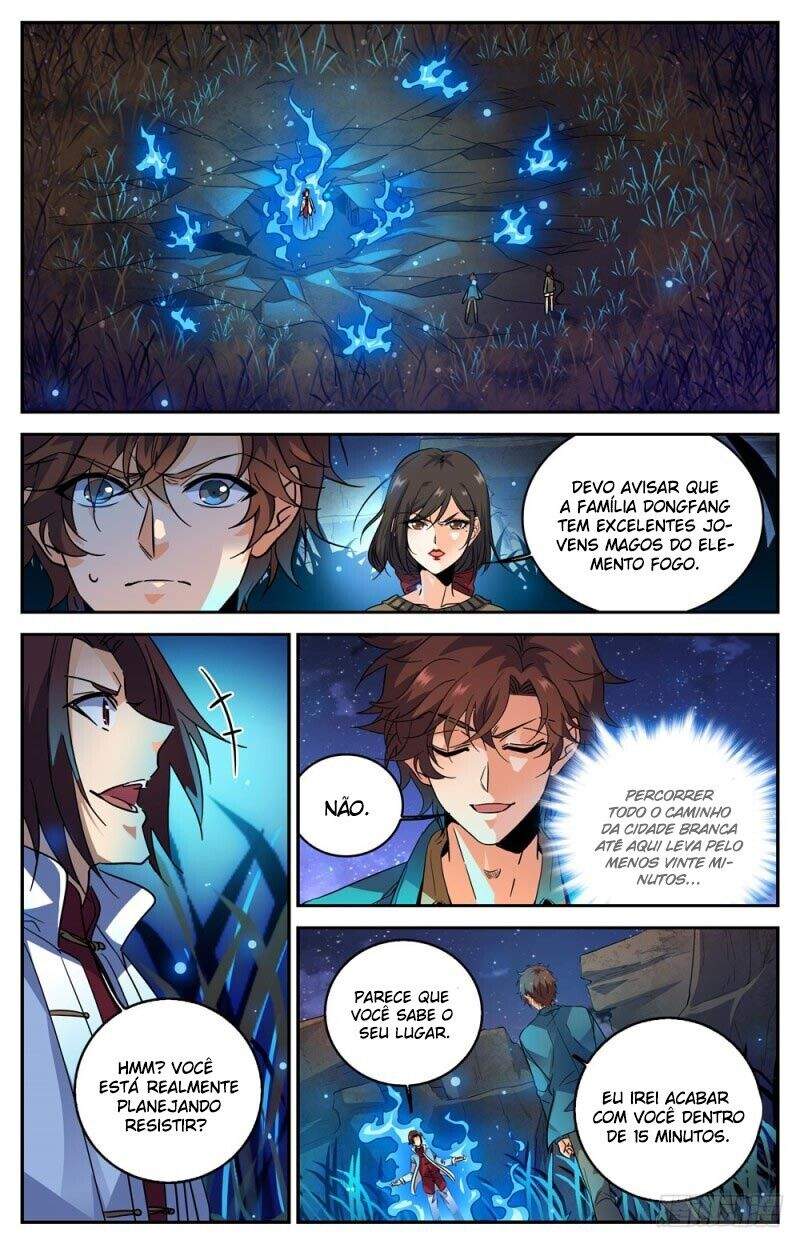 DEVO AVISAR QUE
A FAMÍLIA DONGFANG
TEM EXCELENTES JO-
VENS MAGOS DO ELE-
MENTO FOGO.
HMM? VOCÊ
ESTÁ REALMENTE
PLANEJANDO
RESISTIR?
NÃO.
PERCORRER
TODO O CAMINHO
DA CIDADE BRANCA
ATÉ AQUI LEVA PELO
MENOS VINTE MI-
NUTOS...
PARECE QUE
VOCÊ SABE O
SEU LUGAR.
EU IREI ACABAR
COM VOCÊ DENTRO
DE 15 MINUTOS.